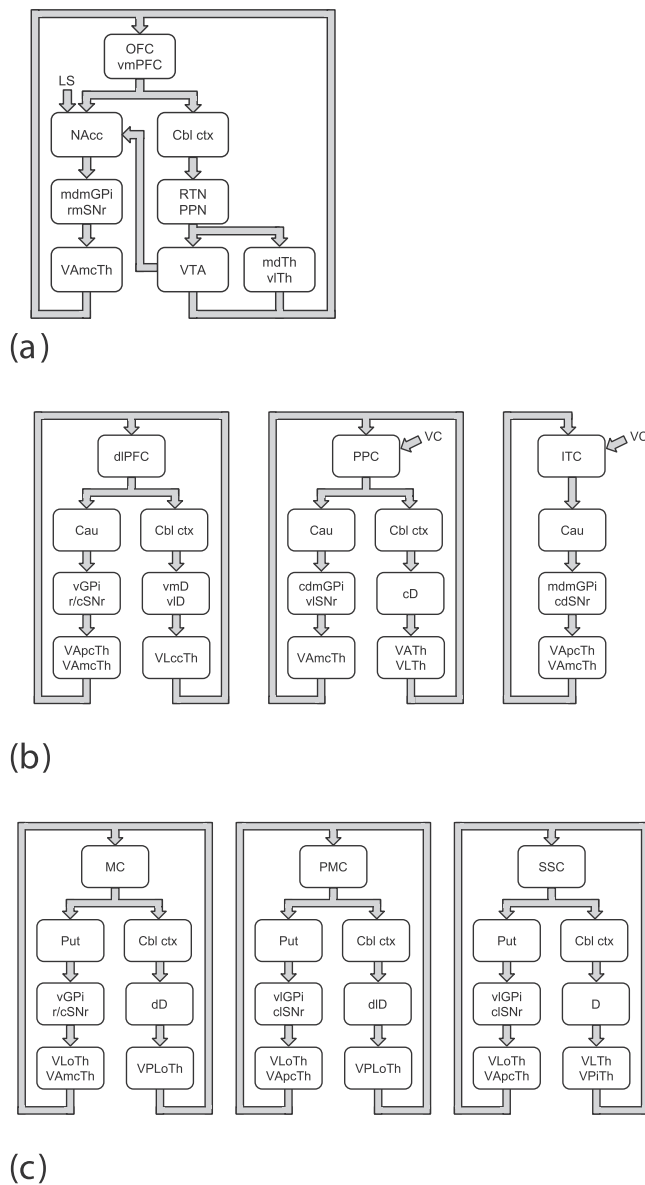 OFC
vmPFC
LS
NAcc
Cbl ctx
mdmGPi
rmSNr
RTN
PPN
VAmcTh
VTA
mdTh
vlTh
(a)
dlPFC
Cau
Cbl ctx
vGPi
r/cSNr
vmD
vlD
VApcTh
VAmcTh
VLccTh
PPC
VC
Cau
Cbl ctx
cdmGPi
vlSNr
cD
VAmcTh
VATh
VLTh
ITC
VC
Cau
mdmGPi
cdSNr
VApcTh
VAmcTh
(b)
MC
Put
Cbl ctx
vGPi
r/cSNr
dD
VLoTh
VAmcTh
VPLoTh
PMC
Put
Cbl ctx
vlGPi
clSNr
dlD
VLoTh
VApcTh
VPLoTh
SSC
Put
Cbl ctx
vlGPi
clSNr
D
VLoTh
VApcTh
VLTh
VPiTh
(c)